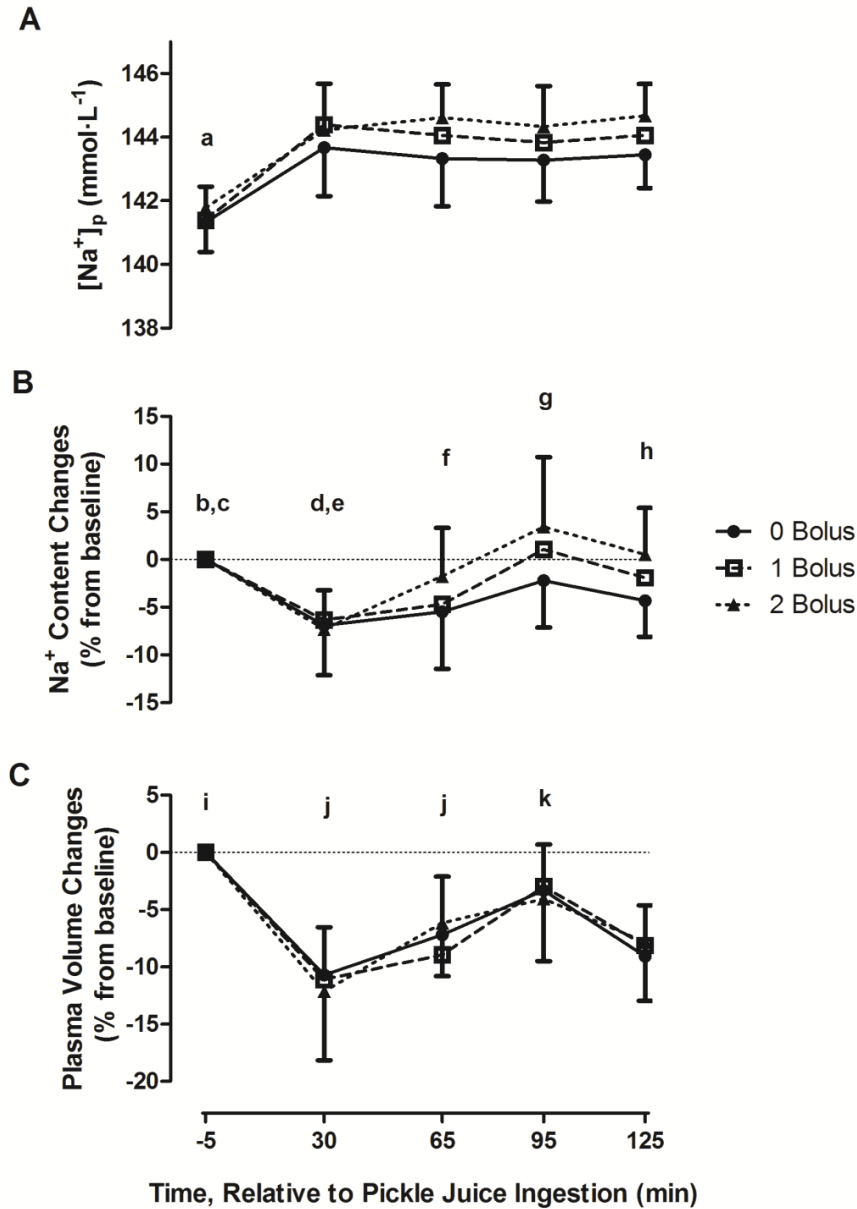 A
[Na⁺]ₚ (mmol·L⁻¹)
146
144
142
140
138
a
B
Na⁺ Content Changes
(% from baseline)
15
10
5
0
-5
-10
-15
b,c
d,e
f
g
h
0 Bolus
1 Bolus
2 Bolus
C
Plasma Volume Changes
(% from baseline)
5
0
-5
-10
-15
-20
i
j
j
k
-5
30
65
95
125
Time, Relative to Pickle Juice Ingestion (min)